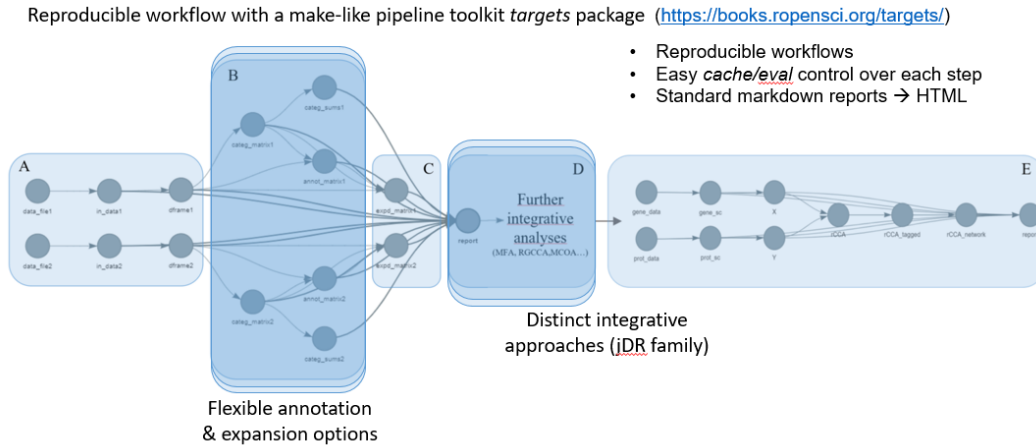 Reproducible workflow with a make-like pipeline toolkit targets package (https://books.ropensci.org/targets/)
• Reproducible workflows
• Easy cache/eval control over each step
• Standard markdown reports → HTML
A
data_file1
in_data1
dframe1
data_file2
in_data2
dframe2
B
categ_sums1
categ_matrix1
annot_matrix1
annot_matrix2
categ_matrix2
categ_sums2
C
expd_matrix1
expd_matrix2
D
report
Further
integrative
analyses
(MFA, RGCCA,MCOA…)
E
gene_data
gene_sc
X
prot_data
prot_sc
Y
rCCA
rCCA_tagged
rCCA_network
repor
Flexible annotation
& expansion options
Distinct integrative
approaches (jDR family)